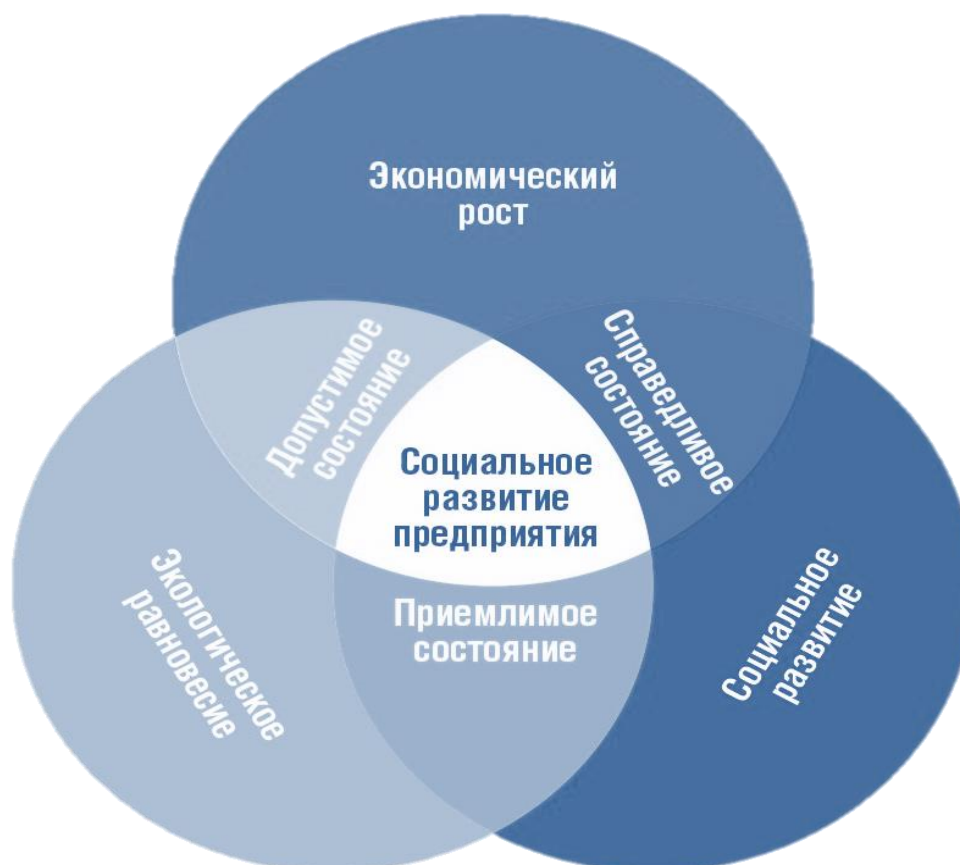 Экономический
рост
Допустимое
состояние
Справедливое
состояние
Социальное
развитие
предприятия
Экологическое
равновесие
Приемлимое
состояние
Социальное
развитие